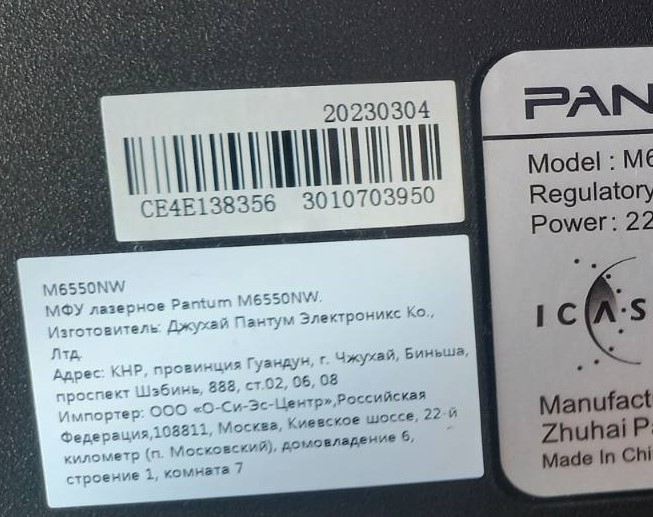 20230304
CE4E138356 3010703950
M6550NW
МФУ лазерное Pantum M6550NW.
Изготовитель: Джухай Пантум Электроникс Ко.,
Лтд.
Адрес: КНР, провинция Гуандун, г. Чжухай, Биньша,
проспект Шэбинь, 888, ст.02, 06, 08
Импортер: ООО «О-Си-Эс-Центр»,Российская
Федерация,108811, Москва, Киевское шоссе, 22-й
километр (п. Московский), домовладение 6,
строение 1, комната 7
PAN
Model : M6
Regulatory
Power: 22
ICAS
Manufact
Zhuhai Pa
Made In Chi